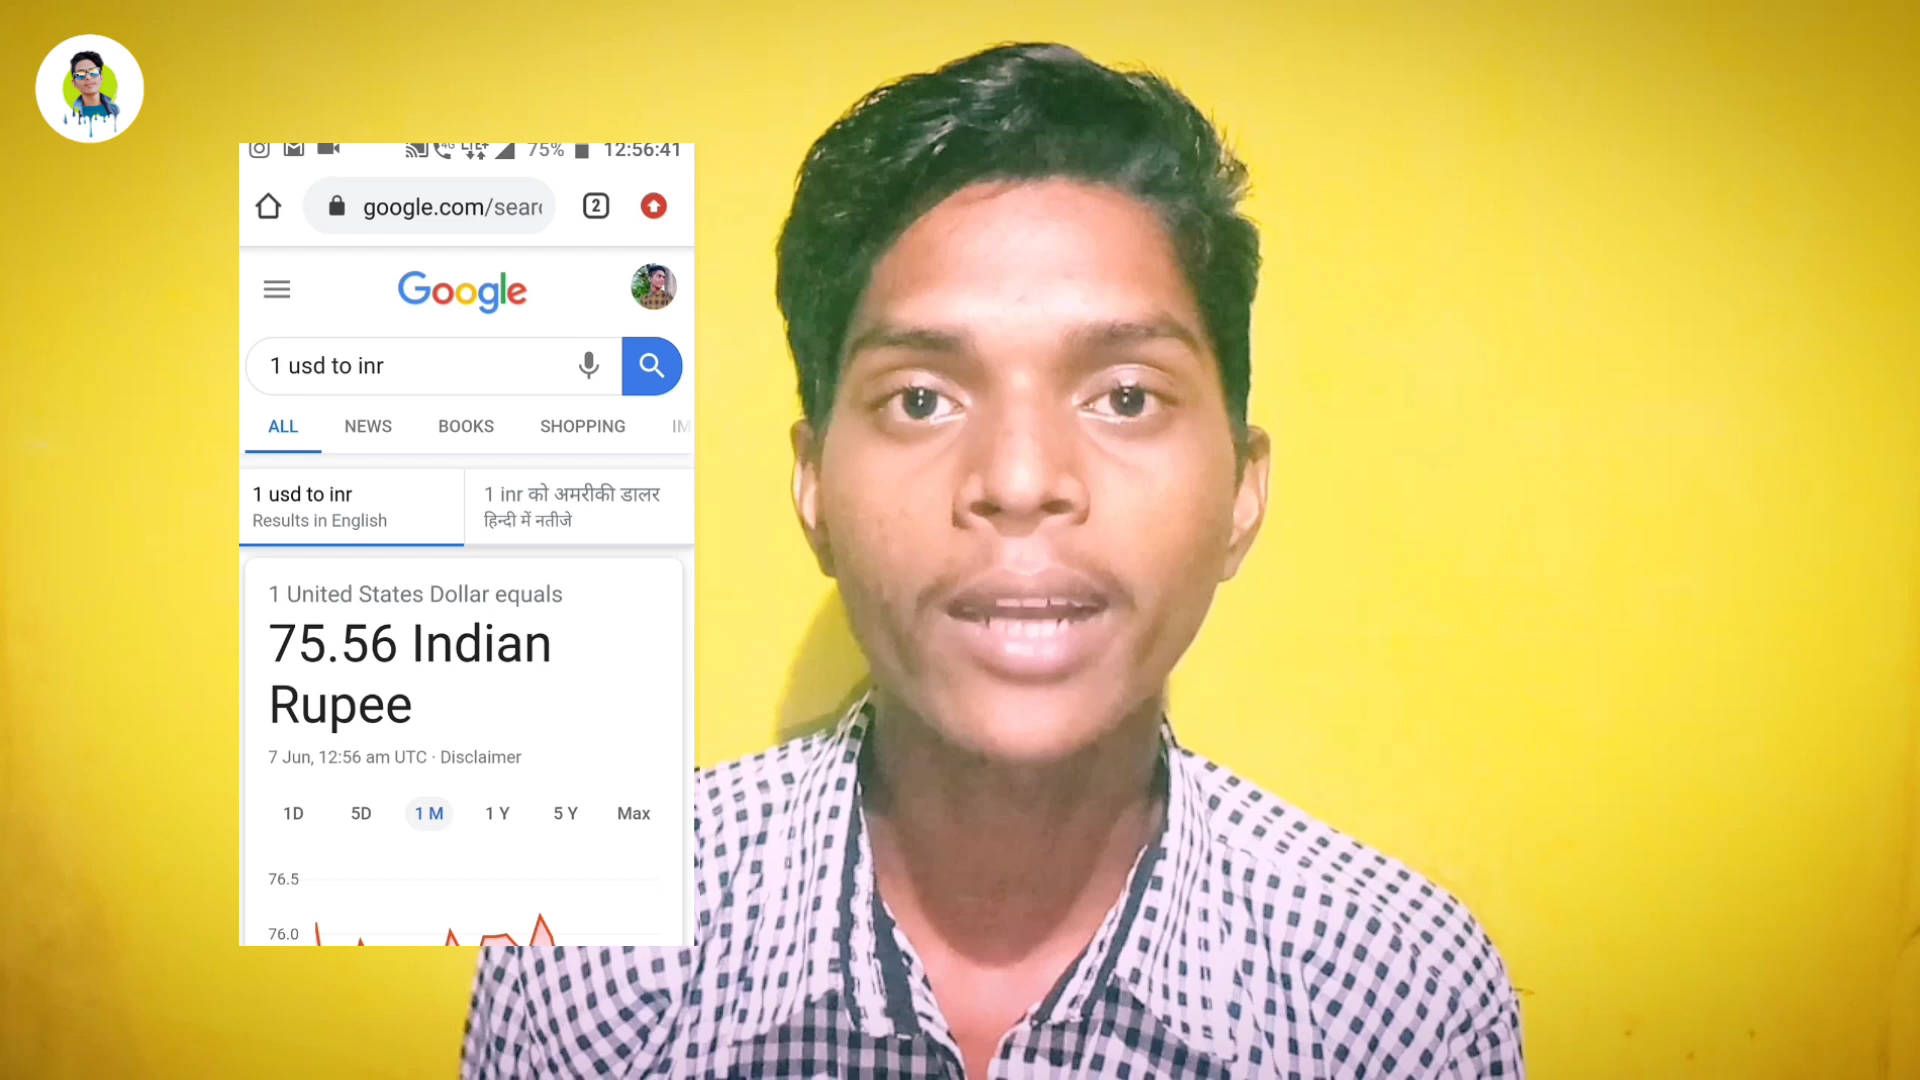 75% 12:56:41
google.com/sear
2
Google
1 usd to inr
ALL NEWS BOOKS SHOPPING IM
1 usd to inr
Results in English
1 inr को अमरीकी डालर
हिन्दी में नतीजे
1 United States Dollar equals
75.56 Indian
Rupee
7 Jun, 12:56 am UTC · Disclaimer
1D 5D 1 M 1 Y 5 Y Max
76.5
76.0